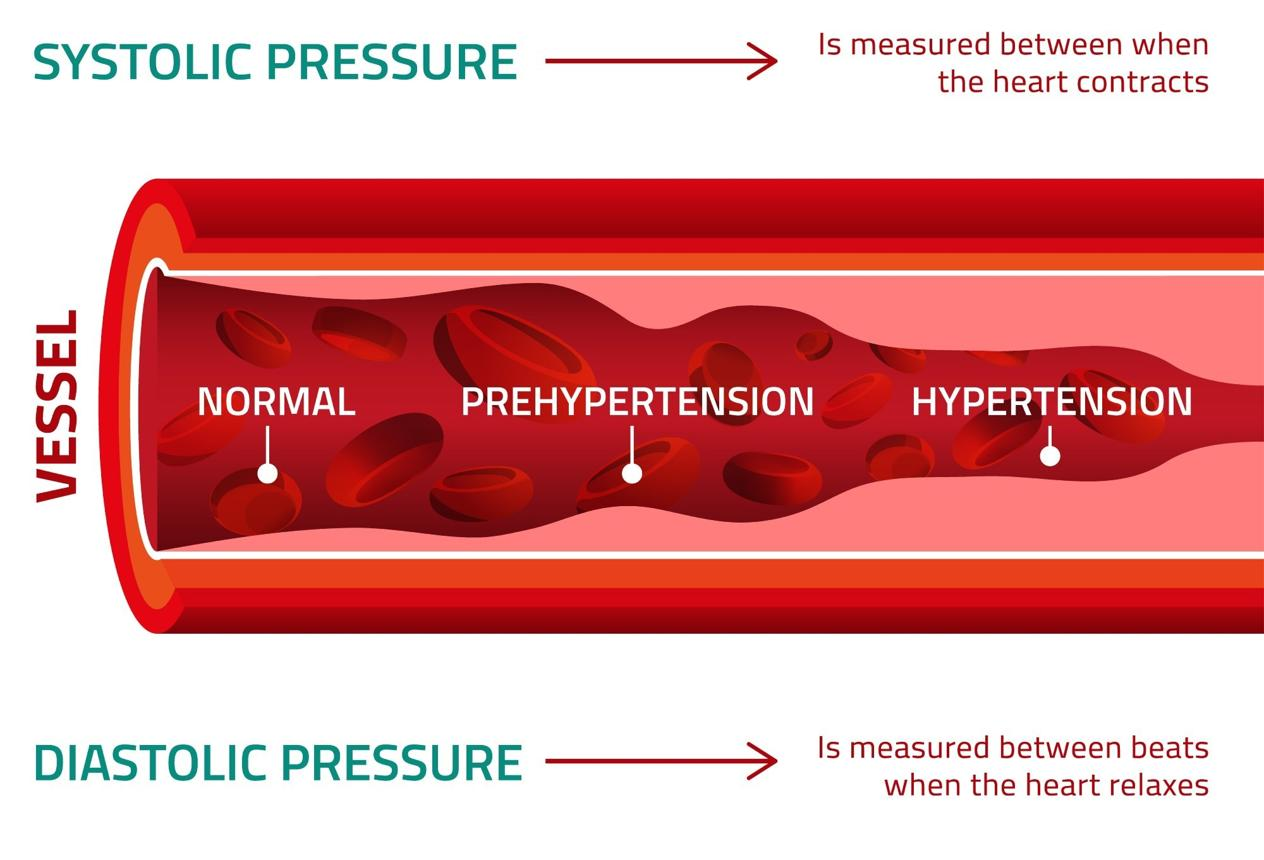 SYSTOLIC PRESSURE
Is measured between when
the heart contracts
VESSEL
NORMAL
PREHYPERTENSION
HYPERTENSION
DIASTOLIC PRESSURE
Is measured between beats
when the heart relaxes